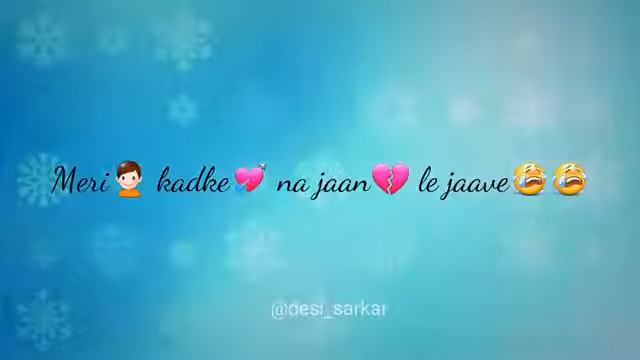 Meri🙎‍♂️ kadke💘 na jaan💔 le jaave😭😭
@desi_sarkar